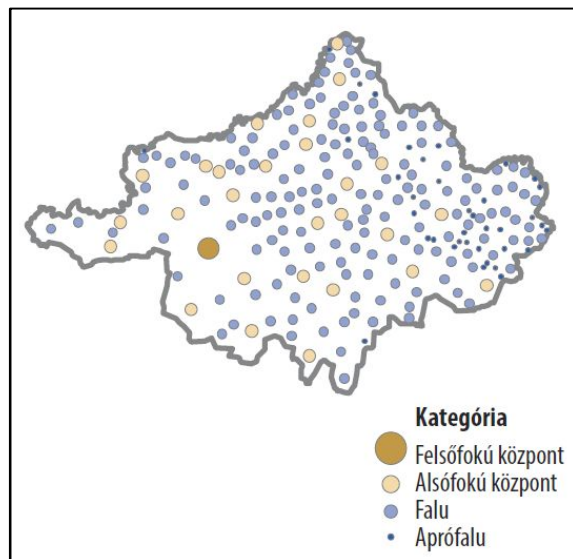 Kategória
Felsőfokú központ
Alsófokú központ
Falu
Aprófalu